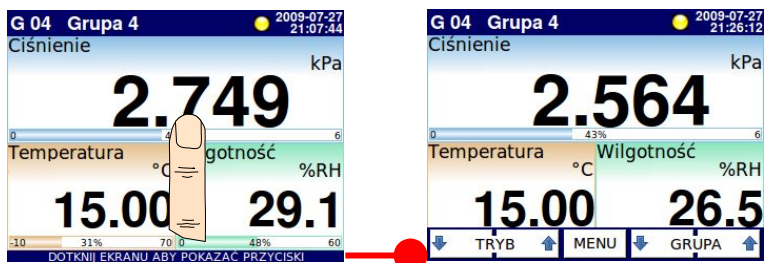 G 04 Grupa 4 2009-07-27
21:07:44
Ciśnienie
kPa
2.749
0 4 6
Temperatura gotność
°C %RH
15.00 29.1
-10 31% 70 0 48% 60
DOTKNIJ EKRANU ABY POKAZAĆ PRZYCISKI
G 04 Grupa 4 2009-07-27
21:26:12
Ciśnienie
kPa
2.564
0 43% 6
Temperatura Wilgotność
°C %RH
15.00 26.5
TRYB MENU GRUPA